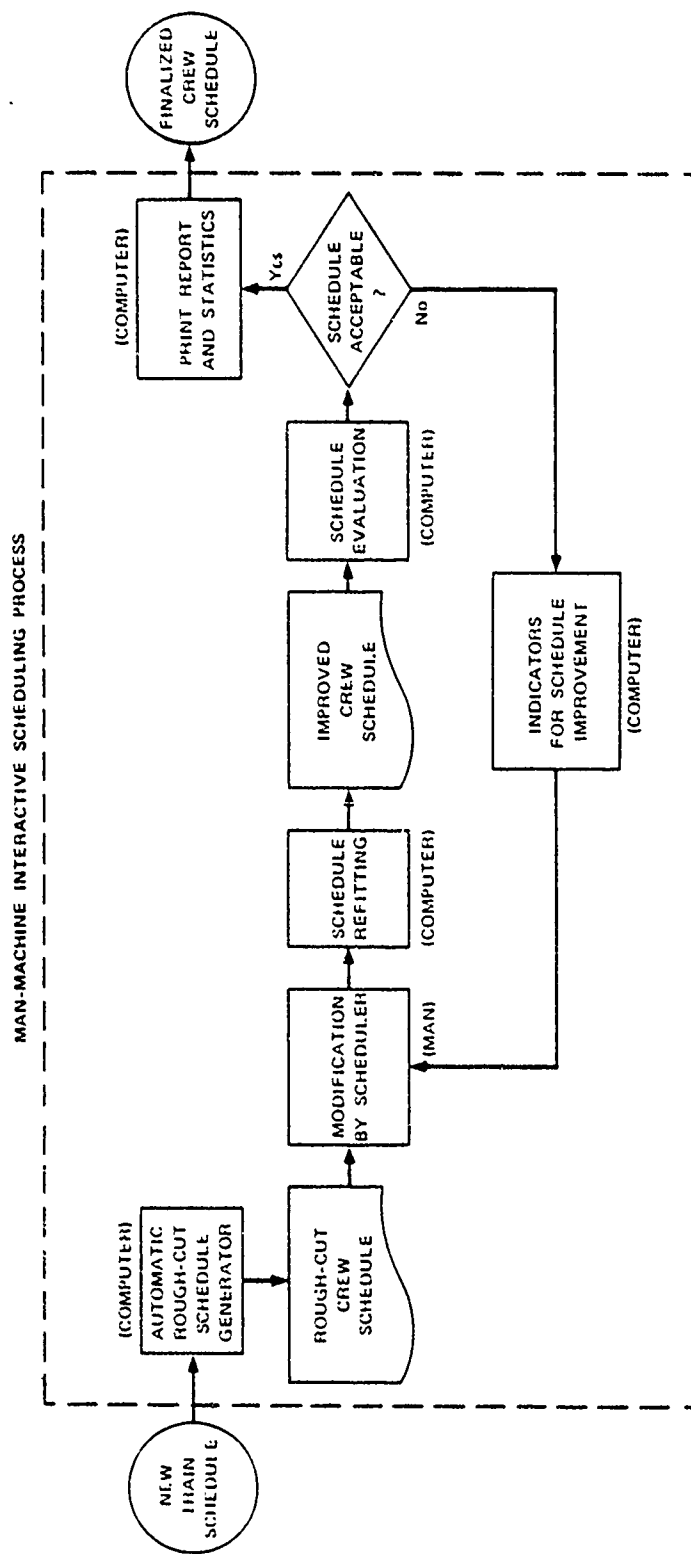 MAN-MACHINE INTERACTIVE SCHEDULING PROCESS
NEW
TRAIN
SCHEDULE
(COMPUTER)
AUTOMATIC
ROUGH-CUT
SCHEDULE
GENERATOR
ROUGH-CUT
CREW
SCHEDULE
MODIFICATION
BY SCHEDULER
(MAN)
SCHEDULE
REFITTING
(COMPUTER)
IMPROVED
CREW
SCHEDULE
SCHEDULE
EVALUATION
(COMPUTER)
SCHEDULE
ACCEPTABLE
?
Yes
No
(COMPUTER)
PRINT REPORT
AND STATISTICS
FINALIZED
CREW
SCHEDULE
INDICATORS
FOR SCHEDULE
IMPROVEMENT
(COMPUTER)